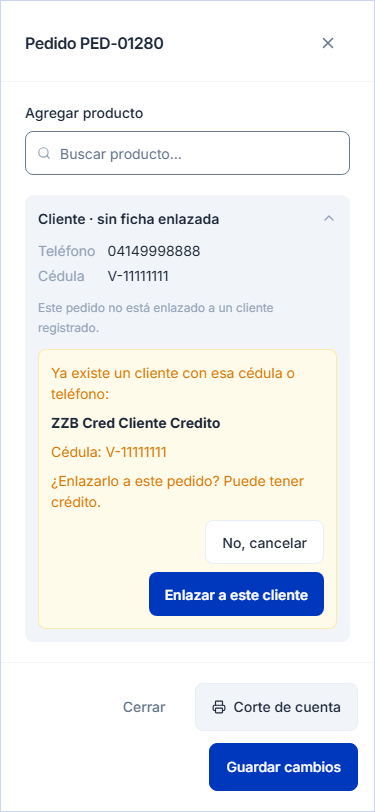 Pedido PED-01280
Agregar producto
Buscar producto...
Cliente · sin ficha enlazada
Teléfono 04149998888
Cédula V-11111111
Este pedido no está enlazado a un cliente
registrado.
Ya existe un cliente con esa cédula o
teléfono:
ZZB Cred Cliente Credito
Cédula: V-11111111
¿Enlazarlo a este pedido? Puede tener
crédito.
No, cancelar
Enlazar a este cliente
Cerrar
Corte de cuenta
Guardar cambios